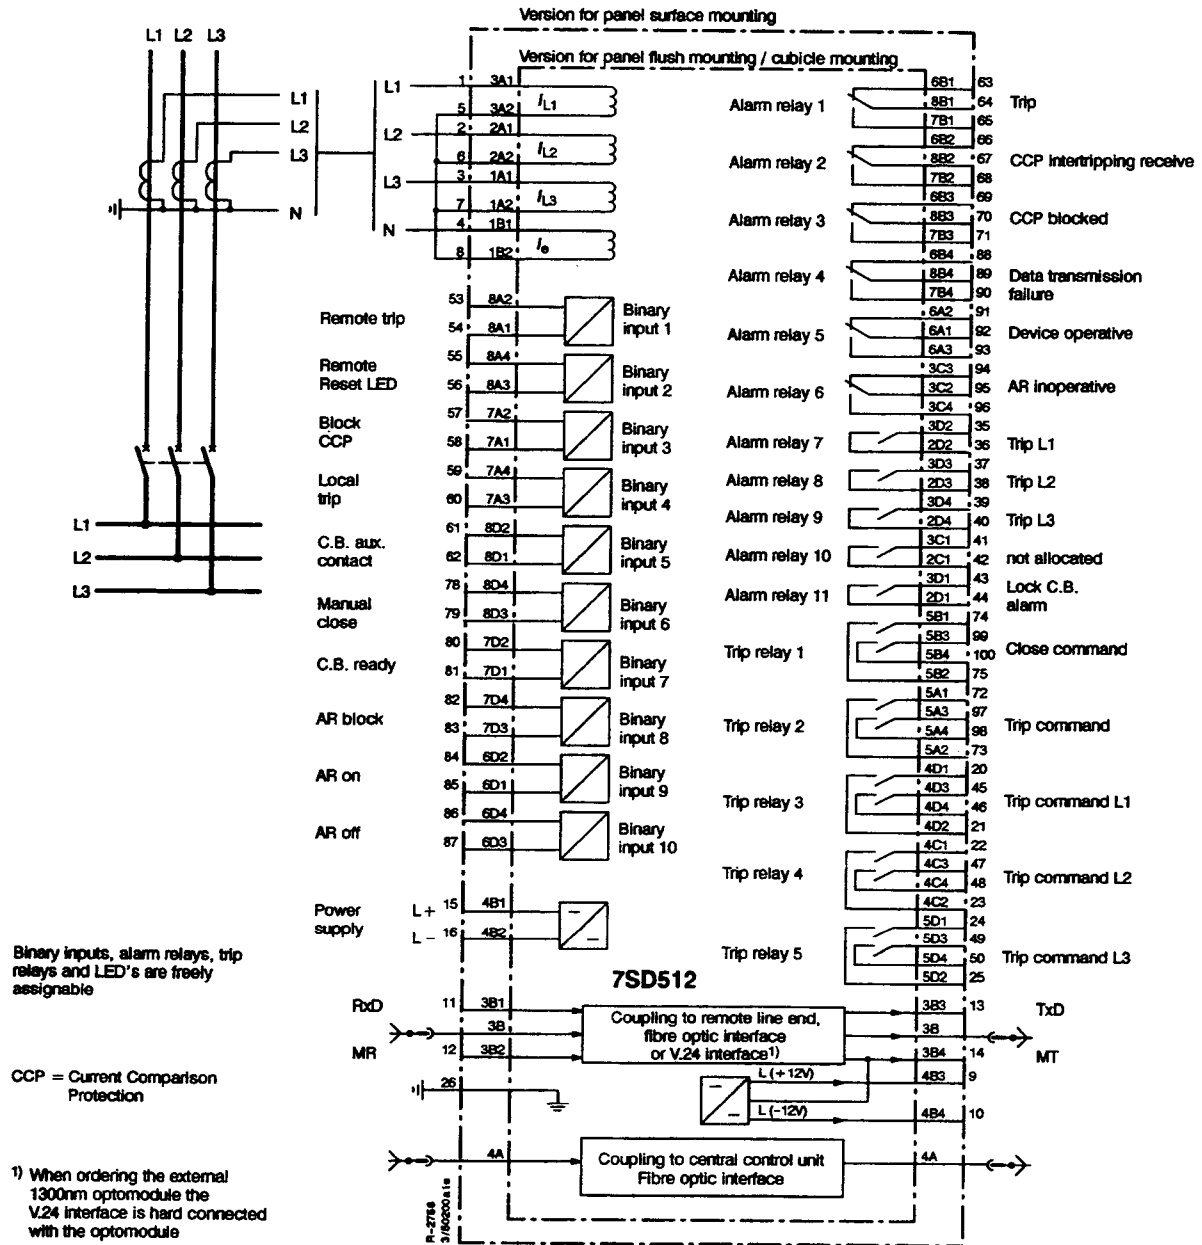 Version for panel surface mounting
L1 L2 L3
Version for panel flush mounting / cubicle mounting
L1
L2
L3
N
L1 1 3A1
IL1
5 3A2
L2 2 2A1
IL2
6 2A2
L3 3 1A1
IL3
7 1A2
N 4 1B1
Ie
8 1B2
Remote trip 53 8A2 Binary input 1
54 8A1
Remote Reset LED 55 8A4 Binary input 2
56 8A3
Block CCP 57 7A2 Binary input 3
58 7A1
Local trip 59 7A4 Binary input 4
60 7A3
C.B. aux. contact 61 8D2 Binary input 5
62 8D1
Manual close 78 8D4 Binary input 6
79 8D3
C.B. ready 80 7D2 Binary input 7
81 7D1
AR block 82 7D4 Binary input 8
83 7D3
AR on 84 6D2 Binary input 9
85 6D1
AR off 86 6D4 Binary input 10
87 6D3
Power supply L+ 15 4B1
L- 16 4B2
L1
L2
L3
Alarm relay 1 6B1 63
8B1 64 Trip
7B1 65
Alarm relay 2 6B2 66
8B2 67 CCP intertripping receive
7B2 68
Alarm relay 3 6B3 69
8B3 70 CCP blocked
7B3 71
Alarm relay 4 6B4 88
8B4 89 Data transmission failure
7B4 90
Alarm relay 5 6A2 91
6A1 92 Device operative
6A3 93
Alarm relay 6 3C3 94
3C2 95 AR inoperative
3C4 96
Alarm relay 7 3D2 35
2D2 36 Trip L1
Alarm relay 8 3D3 37
2D3 38 Trip L2
Alarm relay 9 3D4 39
2D4 40 Trip L3
Alarm relay 10 3C1 41
2C1 42 not allocated
Alarm relay 11 3D1 43
2D1 44 Lock C.B. alarm
Trip relay 1 5B1 74
5B3 99
5B4 100 Close command
5B2 75
Trip relay 2 5A1 72
5A3 97
5A4 98 Trip command
5A2 73
Trip relay 3 4D1 20
4D3 45
4D4 46 Trip command L1
4D2 21
Trip relay 4 4C1 22
4C3 47
4C4 48 Trip command L2
4C2 23
Trip relay 5 5D1 24
5D3 49
5D4 50 Trip command L3
5D2 25
Binary inputs, alarm relays, trip
relays and LED's are freely
assignable
7SD512
RxD 11 3B1
3B
MR 12 3B2
Coupling to remote line end,
fibre optic interface
or V.24 interface1)
3B3 13 TxD
3B
3B4 14 MT
L (+12V) 4B3 9
L (-12V) 4B4 10
26
CCP = Current Comparison
Protection
4A
Coupling to central control unit
Fibre optic interface
4A
1) When ordering the external
1300nm optomodule the
V.24 interface is hard connected
with the optomodule